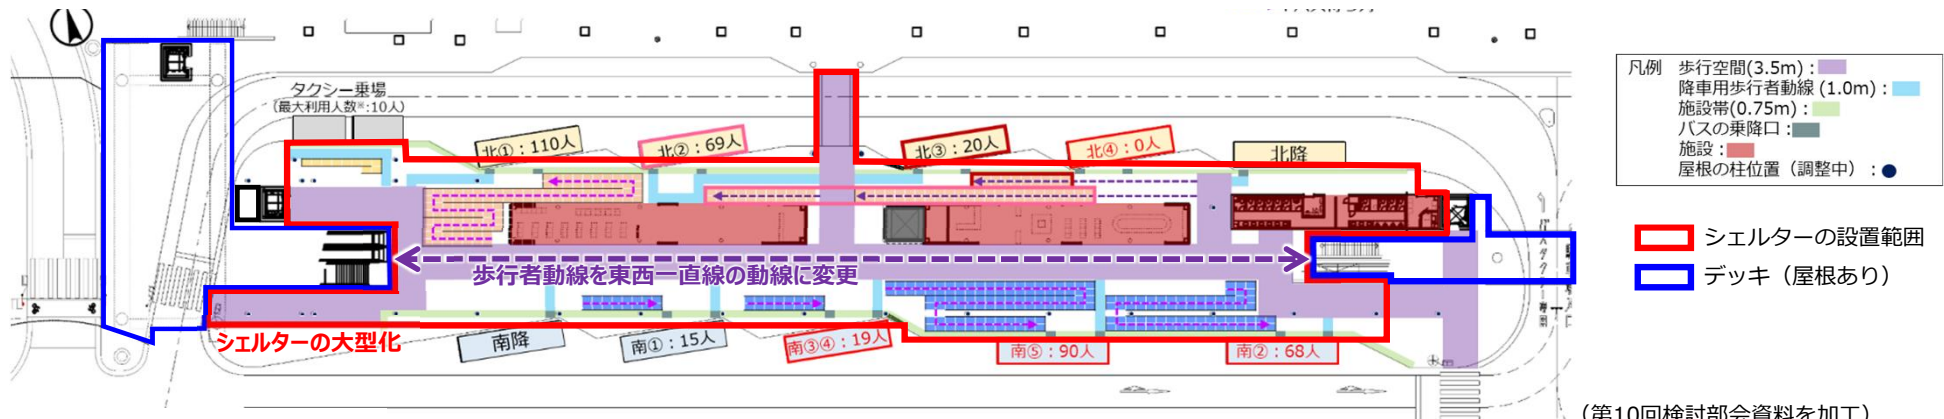 タクシー乗場
(最大利用人数※:10人)
北①：110人
北②：69人
北③：20人
北④：0人
北降
歩行者動線を東西一直線の動線に変更
シェルターの大型化
南降
南①：15人
南③④：19人
南⑤：90人
南②：68人
凡例 歩行空間(3.5m)：
降車用歩行者動線 (1.0m)：
施設帯(0.75m)：
バスの乗降口：
施設：
屋根の柱位置（調整中）：
シェルターの設置範囲
デッキ（屋根あり）
（第10回検討部会資料を加工）